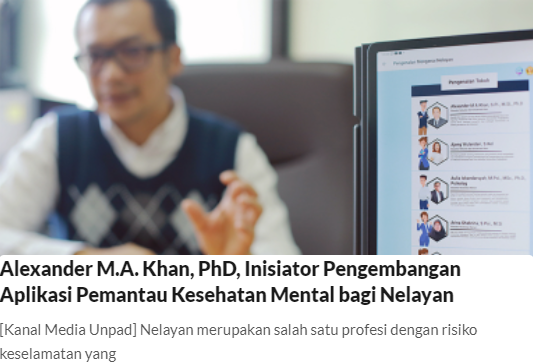 Pengenalan Tokoh
Alexander M.A. Khan, PhD, Inisiator Pengembangan
Aplikasi Pemantau Kesehatan Mental bagi Nelayan
[Kanal Media Unpad] Nelayan merupakan salah satu profesi dengan risiko
keselamatan yang